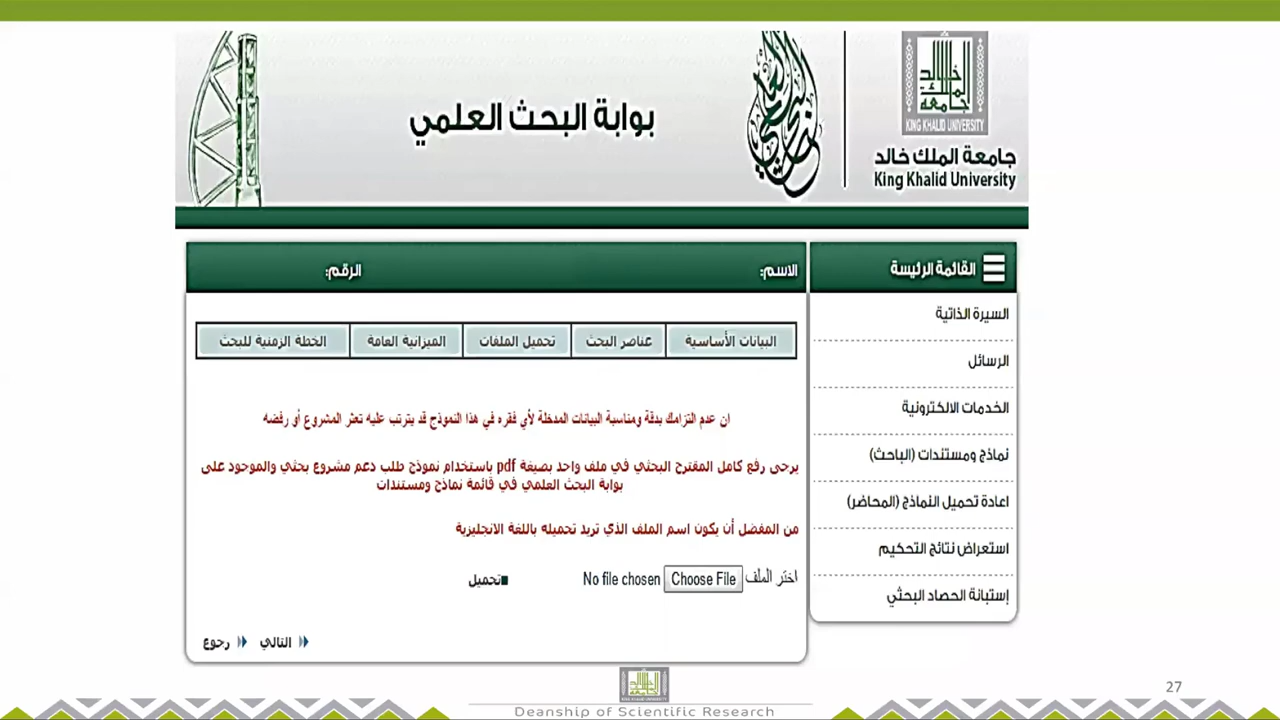 بوابة البحث العلمي
KING KHALID UNIVERSITY
جامعة الملك خالد
King Khalid University
القائمة الرئيسة
السيرة الذاتية
الرسائل
الخدمات الالكترونية
نماذج ومستندات (الباحث)
اعادة تحميل النماذج (المحاضر)
استعراض نتائج التحكيم
إستبانة الحصاد البحثي
الاسم: الرقم:
البيانات الأساسية عناصر البحث تحميل الملفات الميزانية العامة الخطة الزمنية للبحث
ان عدم التزامك بدقة ومناسبة البيانات المدخلة لأي فقره في هذا النموذج قد يترتب عليه تعثر المشروع أو رفضه
يرجى رفع كامل المقترح البحثي في ملف واحد بصيغة pdf باستخدام نموذج طلب دعم مشروع بحثي والموجود على
بوابة البحث العلمي في قائمة نماذج ومستندات
من المفضل أن يكون اسم الملف الذي تريد تحميله باللغة الانجليزية
اختر الملف Choose File No file chosen تحميل
التالي رجوع
27
Deanship of Scientific Research